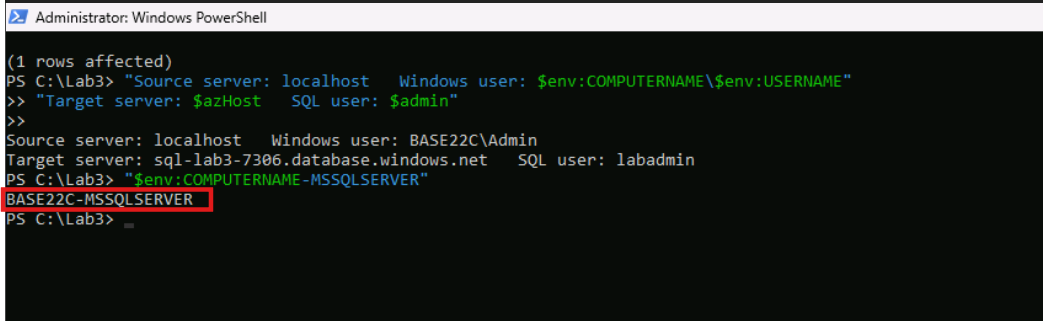 Administrator: Windows PowerShell
(1 rows affected)
PS C:\Lab3> "Source server: localhost   Windows user: $env:COMPUTERNAME\$env:USERNAME"
>> "Target server: $azHost   SQL user: $admin"
>>
Source server: localhost   Windows user: BASE22C\Admin
Target server: sql-lab3-7306.database.windows.net   SQL user: labadmin
PS C:\Lab3> "$env:COMPUTERNAME-MSSQLSERVER"
BASE22C-MSSQLSERVER
PS C:\Lab3>